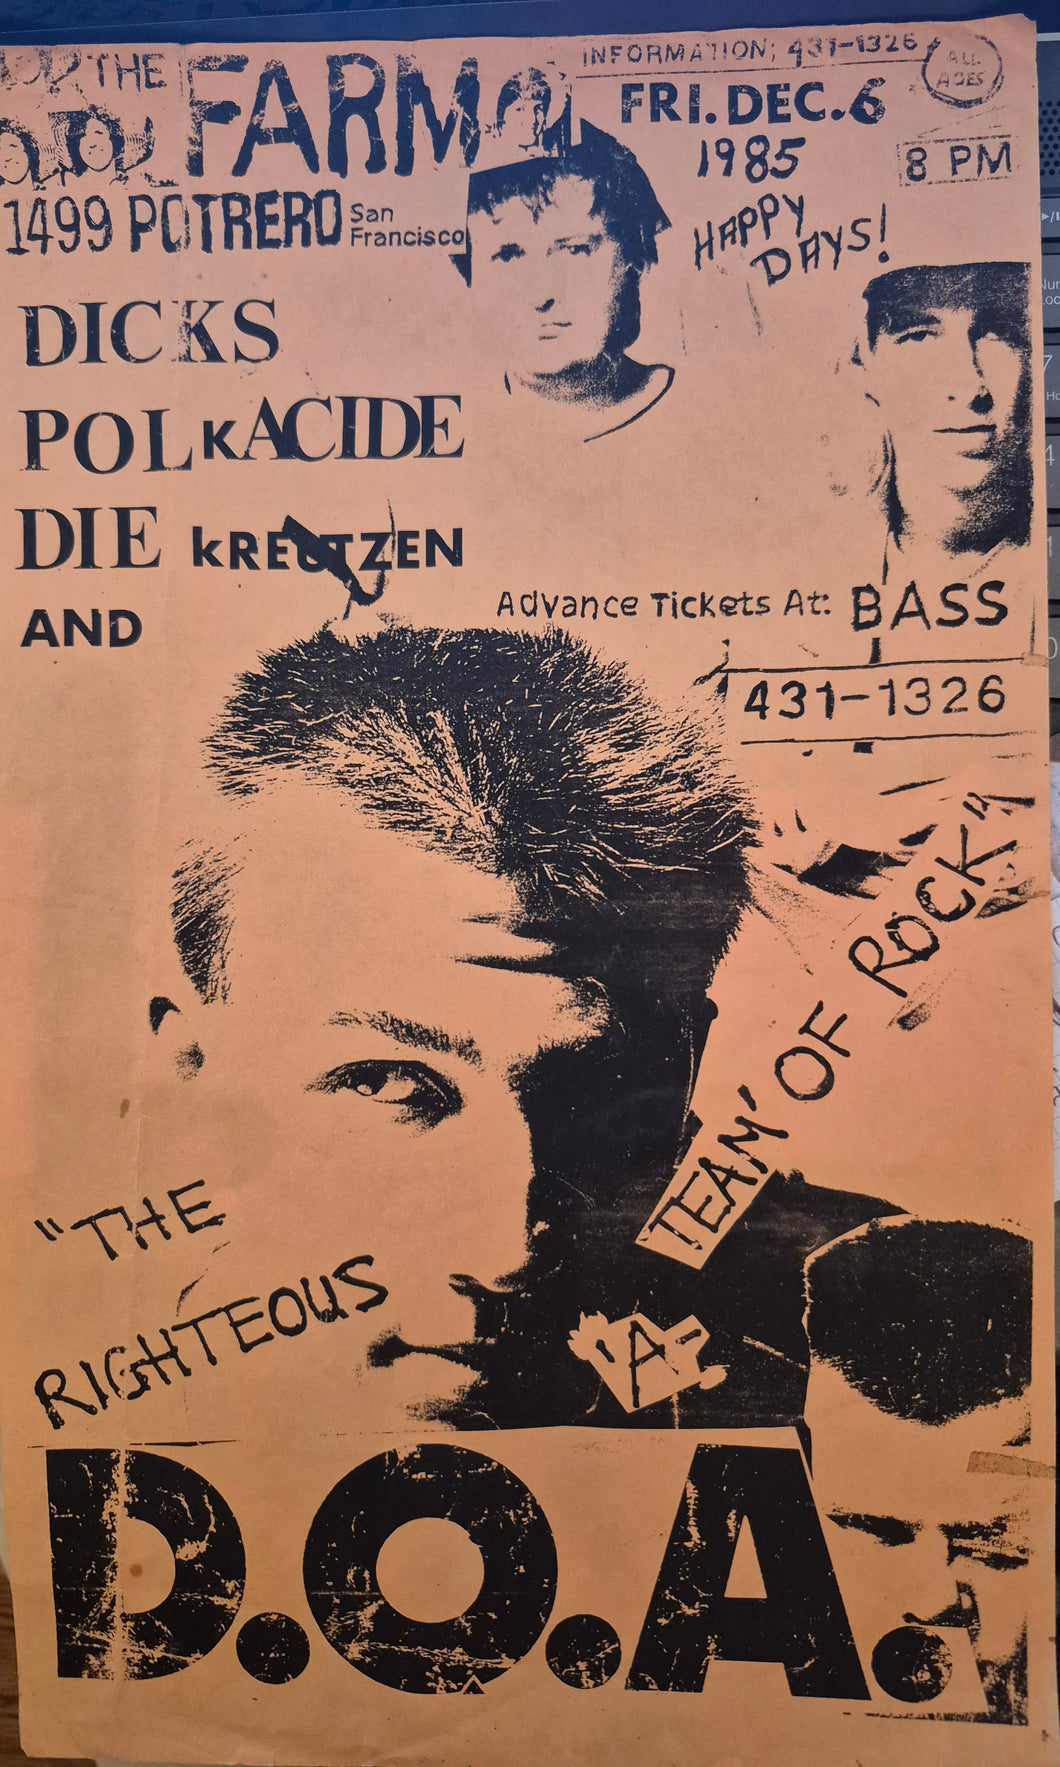 THE FARM
INFORMATION; 431-1326
ALL AGES
FRI. DEC. 6
1985
8 PM
1499 POTRERO San Francisco
HAPPY DAYS!
DICKS
POLkACIDE
DIE kREUTZEN
AND
Advance Tickets At: BASS
431-1326
"THE
RIGHTEOUS
'A-
TEAM' OF ROCK"
D.O.A.